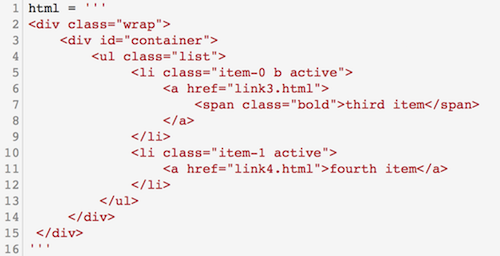 1 html = '''
2 <div class="wrap">
3     <div id="container">
4         <ul class="list">
5             <li class="item-0 b active">
6                 <a href="link3.html">
7                     <span class="bold">third item</span>
8                 </a>
9             </li>
10             <li class="item-1 active">
11                 <a href="link4.html">fourth item</a>
12             </li>
13         </ul>
14     </div>
15 </div>
16 '''